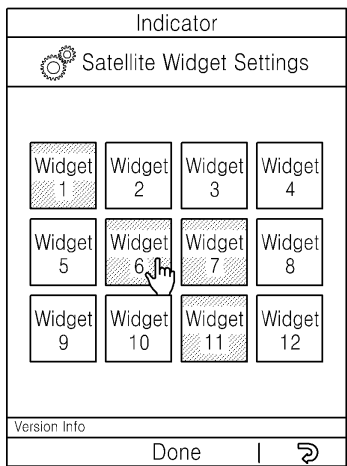 Indicator
Satellite Widget Settings
Widget Widget Widget Widget
1 2 3 4
Widget Widget Widget Widget
5 6 7 8
Widget Widget Widget Widget
9 10 11 12
Version Info
Done